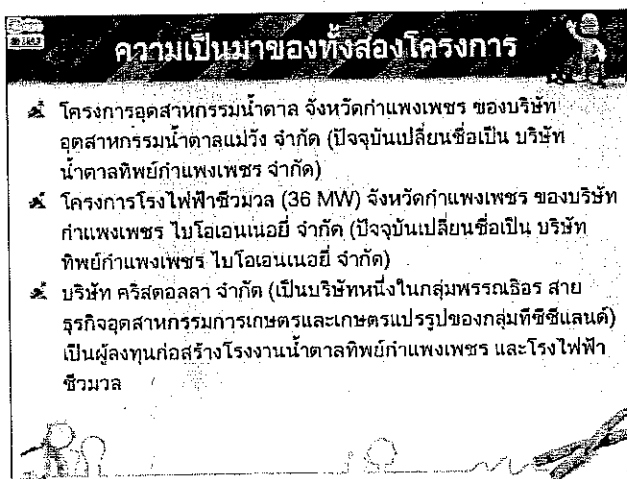 ความเป็นมาของทั้งสองโครงการ
โครงการอุตสาหกรรมน้ำตาล จังหวัดกำแพงเพชร ของบริษัท
อุตสาหกรรมน้ำตาลแม่วัง จำกัด (ปัจจุบันเปลี่ยนชื่อเป็น บริษัท
น้ำตาลทิพย์กำแพงเพชร จำกัด)
โครงการโรงไฟฟ้าชีวมวล (36 MW) จังหวัดกำแพงเพชร ของบริษัท
กำแพงเพชร ไบโอเอนเนอยี่ จำกัด (ปัจจุบันเปลี่ยนชื่อเป็น บริษัท
ทิพย์กำแพงเพชร ไบโอเอนเนอยี่ จำกัด)
บริษัท คริสตอลลา จำกัด (เป็นบริษัทหนึ่งในกลุ่มพรรณธิอร สาย
ธุรกิจอุตสาหกรรมการเกษตรและเกษตรแปรรูปของกลุ่มทีซีซีแลนด์)
เป็นผู้ลงทุนก่อสร้างโรงงานน้ำตาลทิพย์กำแพงเพชร และโรงไฟฟ้า
ชีวมวล